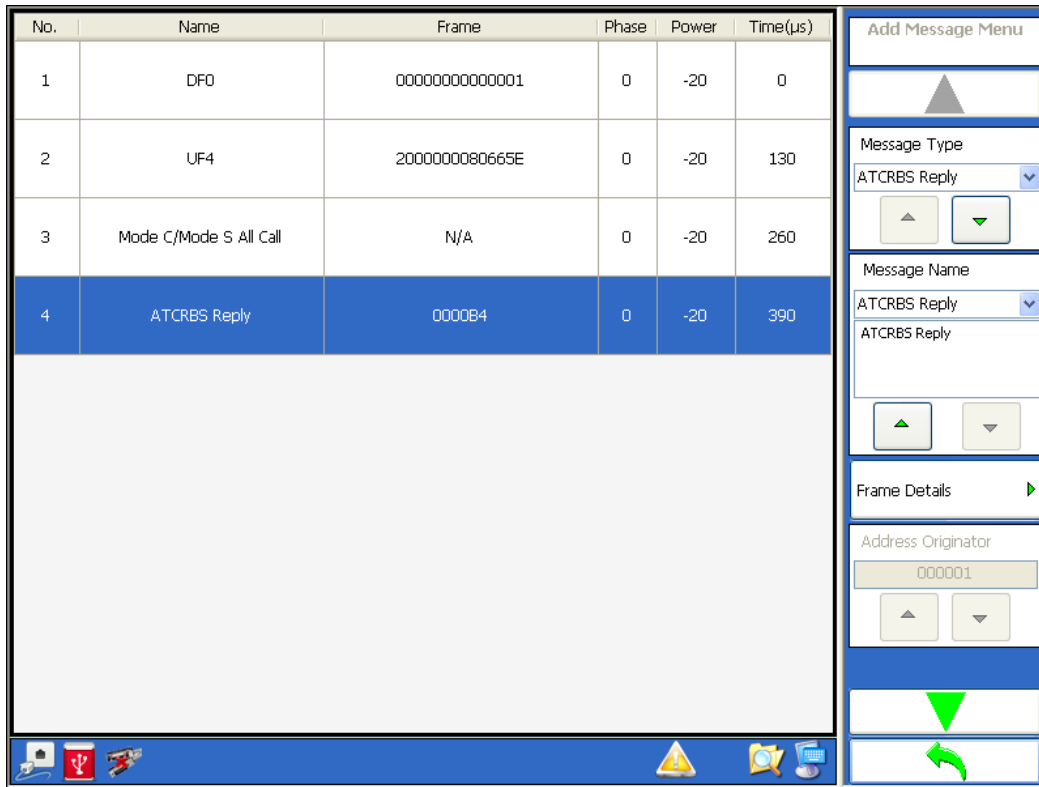 No. Name Frame Phase Power Time(µs)
1 DF0 00000000000001 0 -20 0
2 UF4 2000000080665E 0 -20 130
3 Mode C/Mode S All Call N/A 0 -20 260
4 ATCRBS Reply 0000B4 0 -20 390
Add Message Menu
Message Type
ATCRBS Reply
Message Name
ATCRBS Reply
ATCRBS Reply
Frame Details
Address Originator
000001